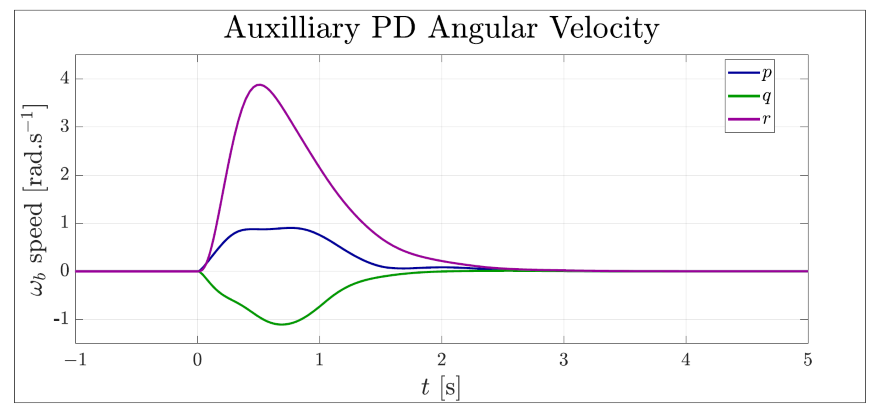 Auxilliary PD Angular Velocity
p
q
r
4
3
2
1
0
-1
ω_b speed [rad.s⁻¹]
−1 0 1 2 3 4 5
t [s]